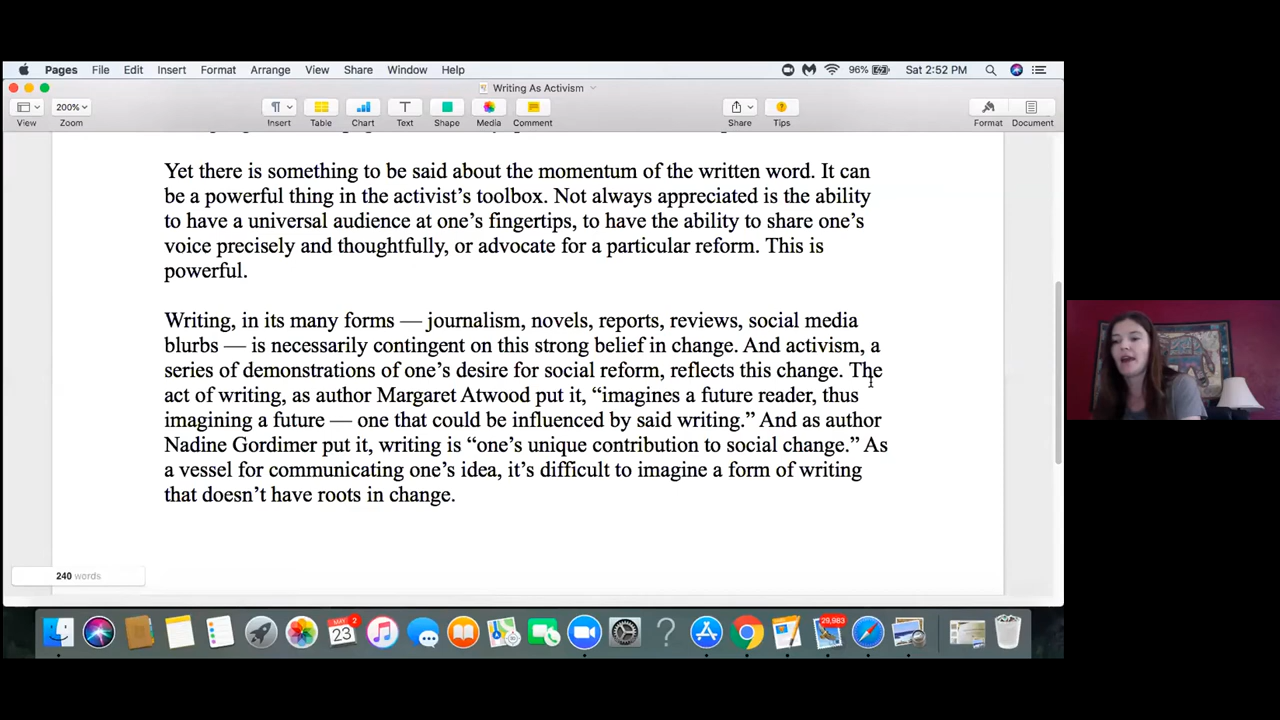 Pages File Edit Insert Format Arrange View Share Window Help 96% Sat 2:52 PM
Writing As Activism
200%
View Zoom Insert Table Chart Text Shape Media Comment Share Tips Format Document
Yet there is something to be said about the momentum of the written word. It can
be a powerful thing in the activist’s toolbox. Not always appreciated is the ability
to have a universal audience at one’s fingertips, to have the ability to share one’s
voice precisely and thoughtfully, or advocate for a particular reform. This is
powerful.
Writing, in its many forms — journalism, novels, reports, reviews, social media
blurbs — is necessarily contingent on this strong belief in change. And activism, a
series of demonstrations of one’s desire for social reform, reflects this change. The
act of writing, as author Margaret Atwood put it, “imagines a future reader, thus
imagining a future — one that could be influenced by said writing.” And as author
Nadine Gordimer put it, writing is “one’s unique contribution to social change.” As
a vessel for communicating one’s idea, it’s difficult to imagine a form of writing
that doesn’t have roots in change.
240 words
MAY 2
23
29,983